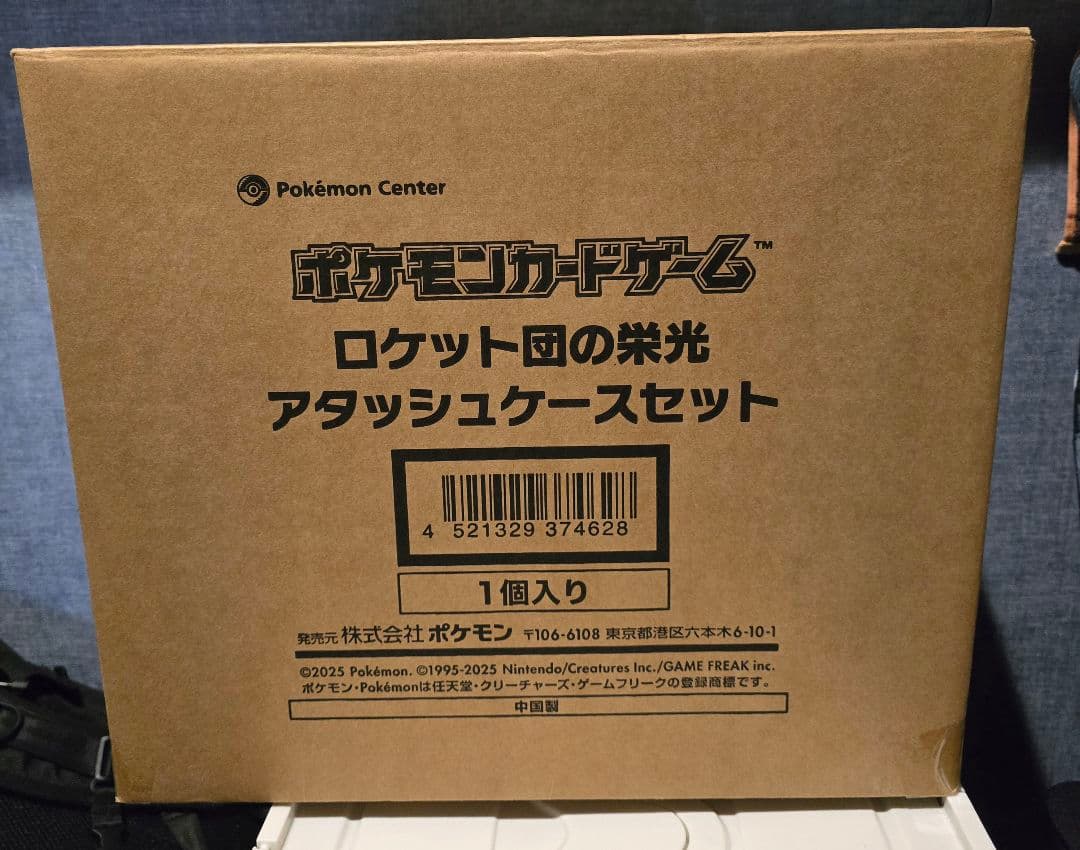 Pokémon Center
ポケモンカードゲーム™
ロケット団の栄光
アタッシュケースセット
4 521329 374628
1個入り
発売元 株式会社 ポケモン 〒106-6108 東京都港区六本木6-10-1
©2025 Pokémon. ©1995-2025 Nintendo/Creatures Inc./GAME FREAK inc.
ポケモン・Pokémonは任天堂・クリーチャーズ・ゲームフリークの登録商標です。
中国製